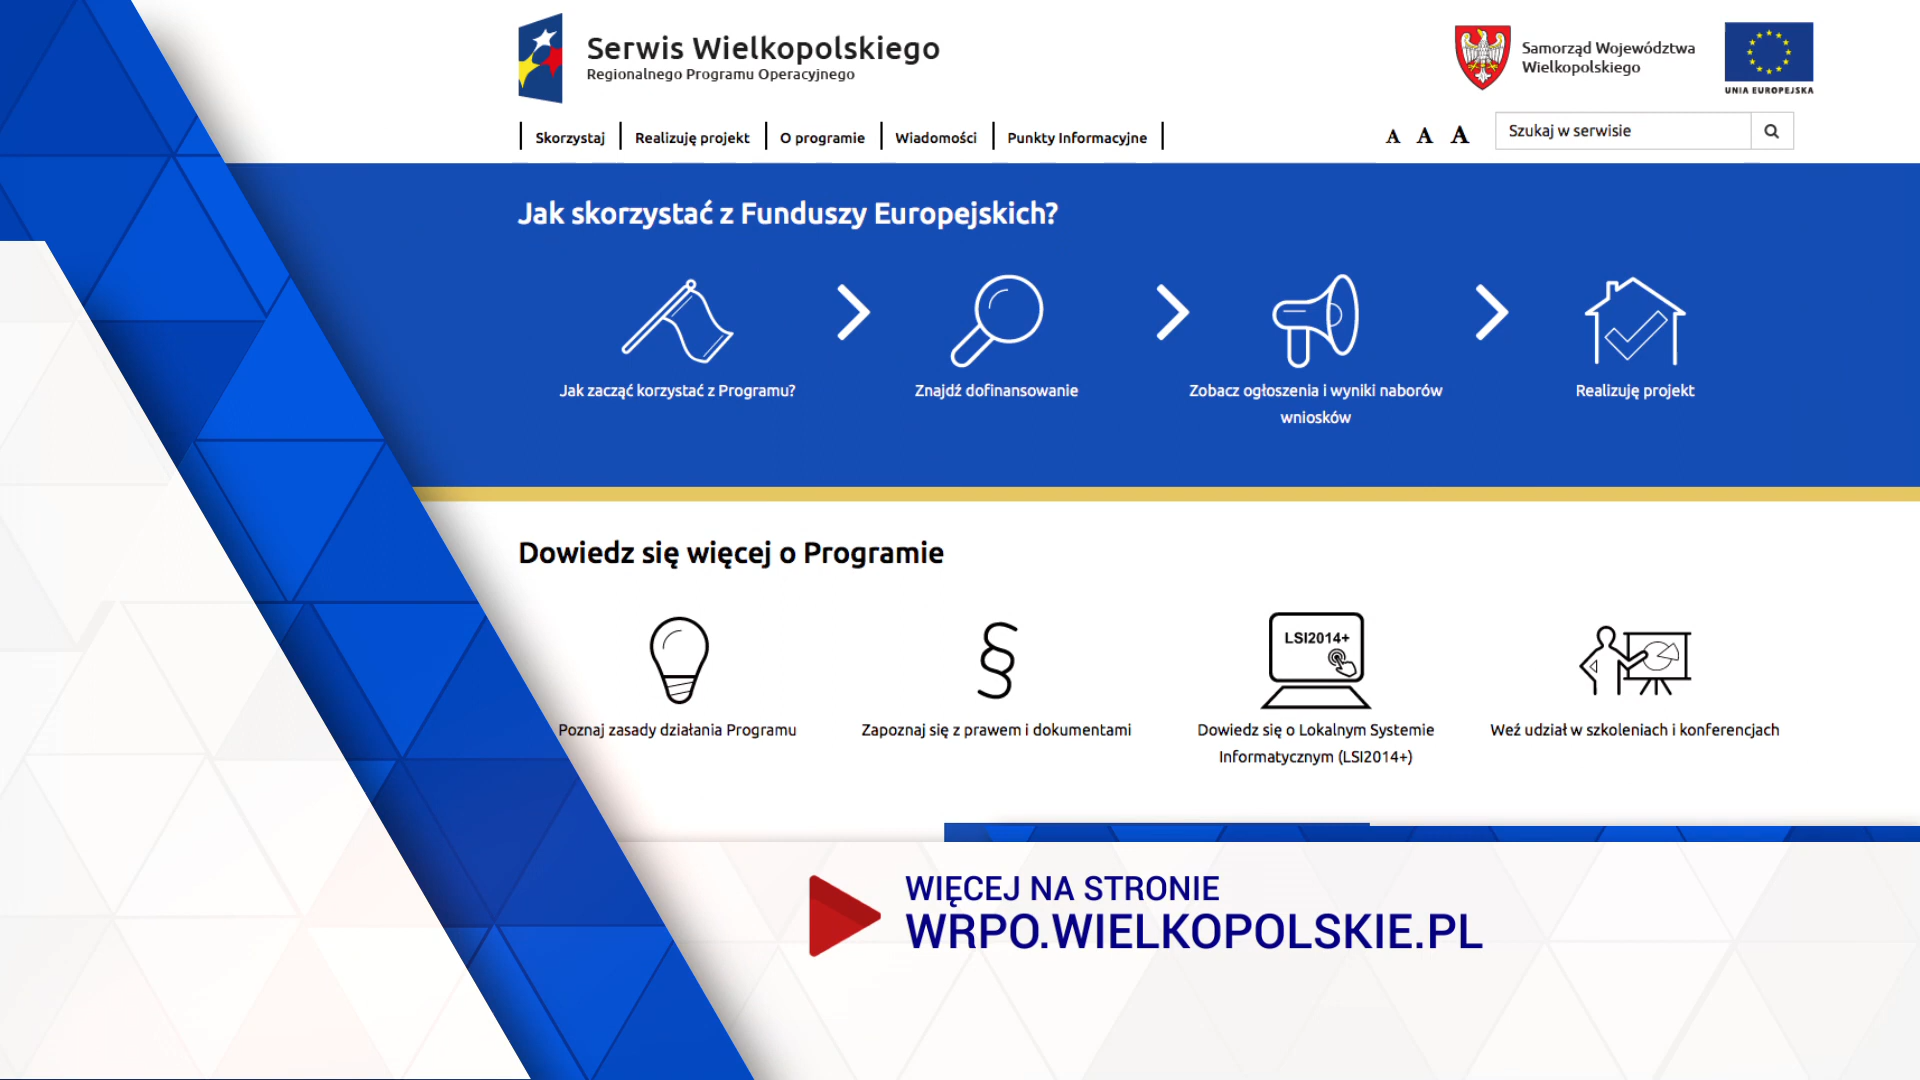 Serwis Wielkopolskiego
Regionalnego Programu Operacyjnego
Samorząd Województwa
Wielkopolskiego
UNIA EUROPEJSKA
Skorzystaj
Realizuję projekt
O programie
Wiadomości
Punkty Informacyjne
A A A
Szukaj w serwisie
Jak skorzystać z Funduszy Europejskich?
Jak zacząć korzystać z Programu?
Znajdź dofinansowanie
Zobacz ogłoszenia i wyniki naborów
wniosków
Realizuję projekt
Dowiedz się więcej o Programie
§
LSI2014+
Poznaj zasady działania Programu
Zapoznaj się z prawem i dokumentami
Dowiedz się o Lokalnym Systemie
Informatycznym (LSI2014+)
Weź udział w szkoleniach i konferencjach
WIĘCEJ NA STRONIE
WRPO.WIELKOPOLSKIE.PL